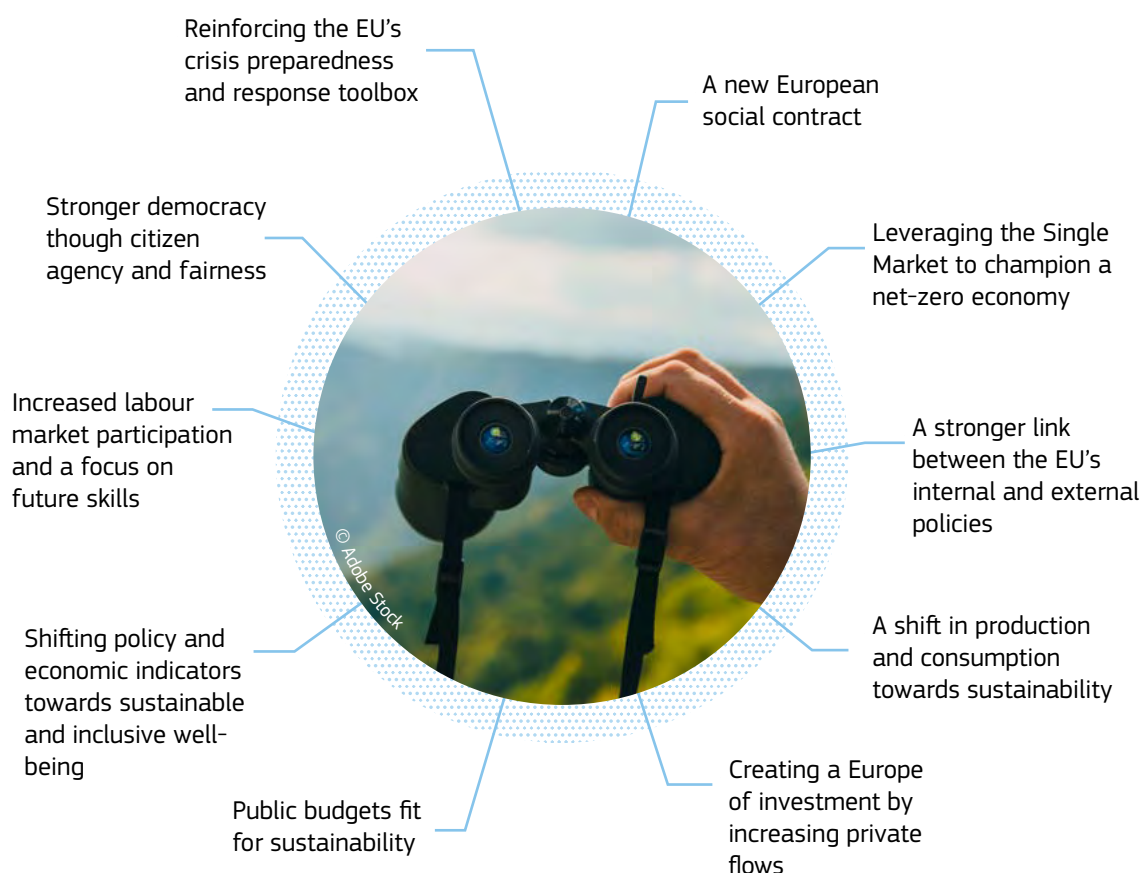 Reinforcing the EU's
crisis preparedness
and response toolbox
A new European
social contract
Stronger democracy
though citizen
agency and fairness
Leveraging the Single
Market to champion a
net-zero economy
Increased labour
market participation
and a focus on
future skills
A stronger link
between the EU's
internal and external
policies
© Adobe Stock
Shifting policy and
economic indicators
towards sustainable
and inclusive well-
being
A shift in production
and consumption
towards sustainability
Public budgets fit
for sustainability
Creating a Europe
of investment by
increasing private
flows